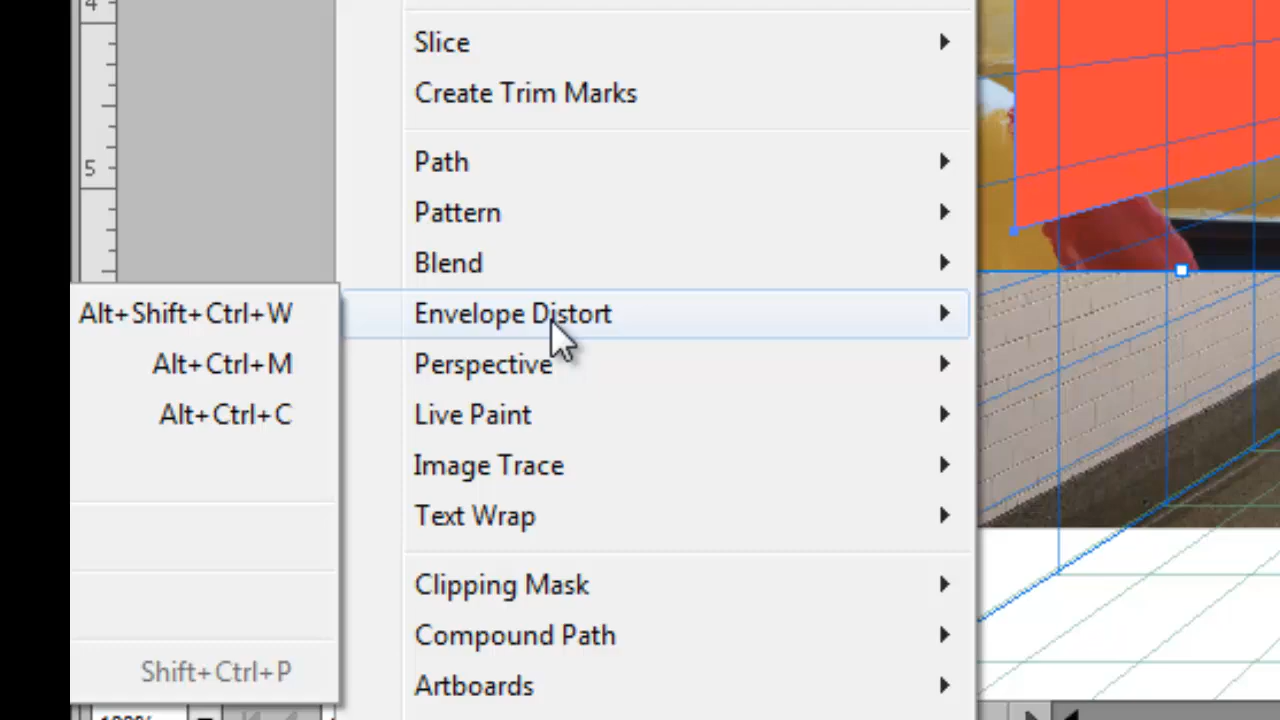 4
Slice
Create Trim Marks
Path
5
Pattern
Blend
Alt+Shift+Ctrl+W
Envelope Distort
Alt+Ctrl+M
Perspective
Alt+Ctrl+C
Live Paint
Image Trace
Text Wrap
Clipping Mask
Compound Path
Shift+Ctrl+P
Artboards